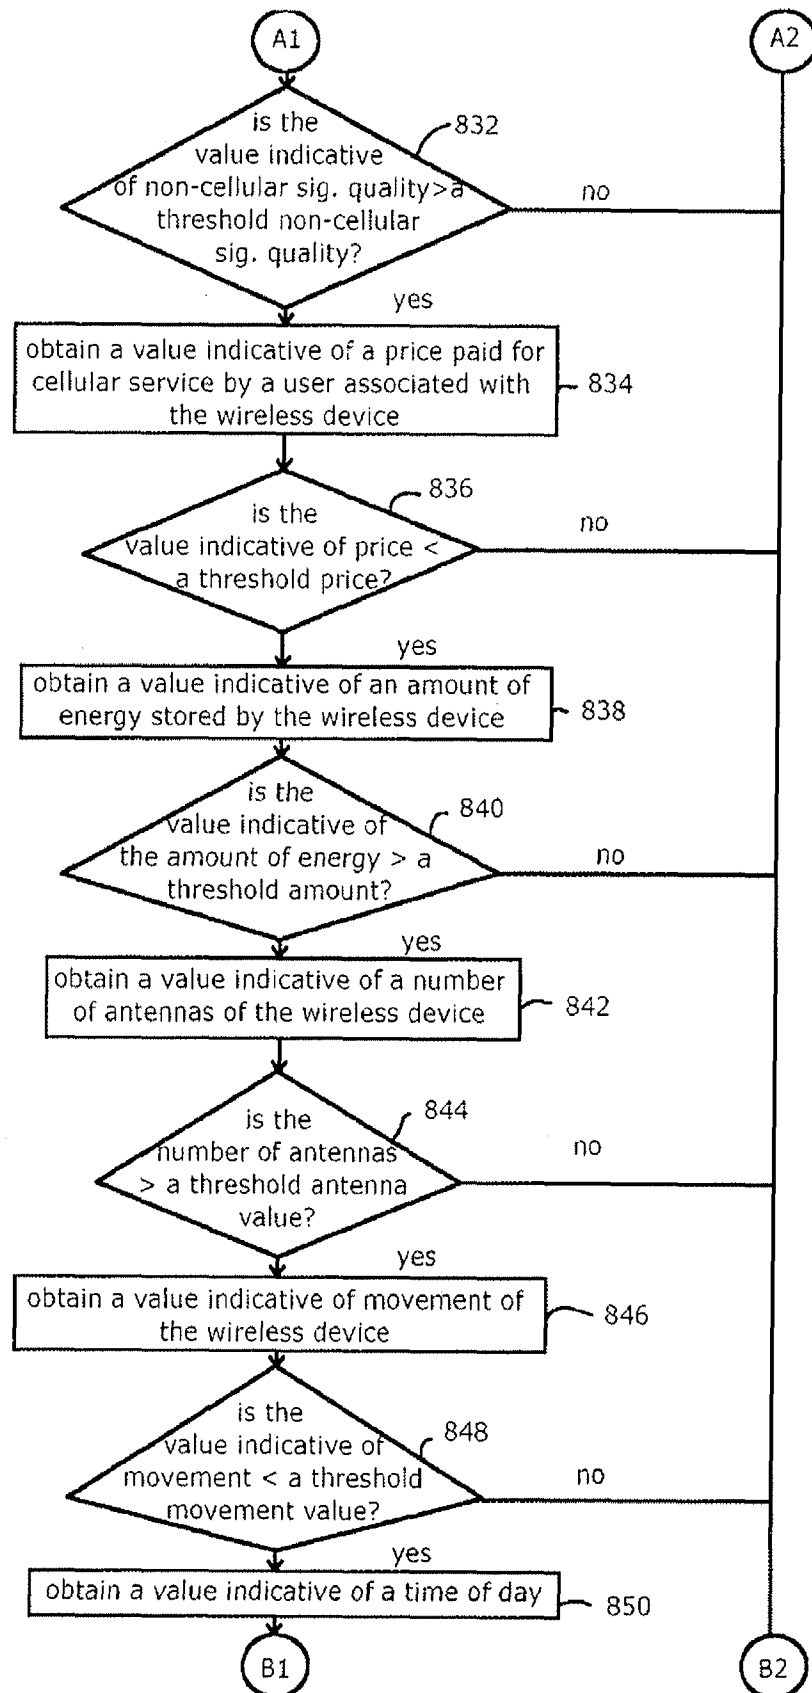 A1
A2
832
is the
value indicative
of non-cellular sig. quality>a
threshold non-cellular
sig. quality?
no
yes
obtain a value indicative of a price paid for
cellular service by a user associated with
the wireless device
834
836
is the
value indicative of price <
a threshold price?
no
yes
obtain a value indicative of an amount of
energy stored by the wireless device
838
is the
value indicative of
the amount of energy > a
threshold amount?
840
no
yes
obtain a value indicative of a number
of antennas of the wireless device
842
844
is the
number of antennas
> a threshold antenna
value?
no
yes
obtain a value indicative of movement of
the wireless device
846
is the
value indicative of
movement < a threshold
movement value?
848
no
yes
obtain a value indicative of a time of day
850
B1
B2